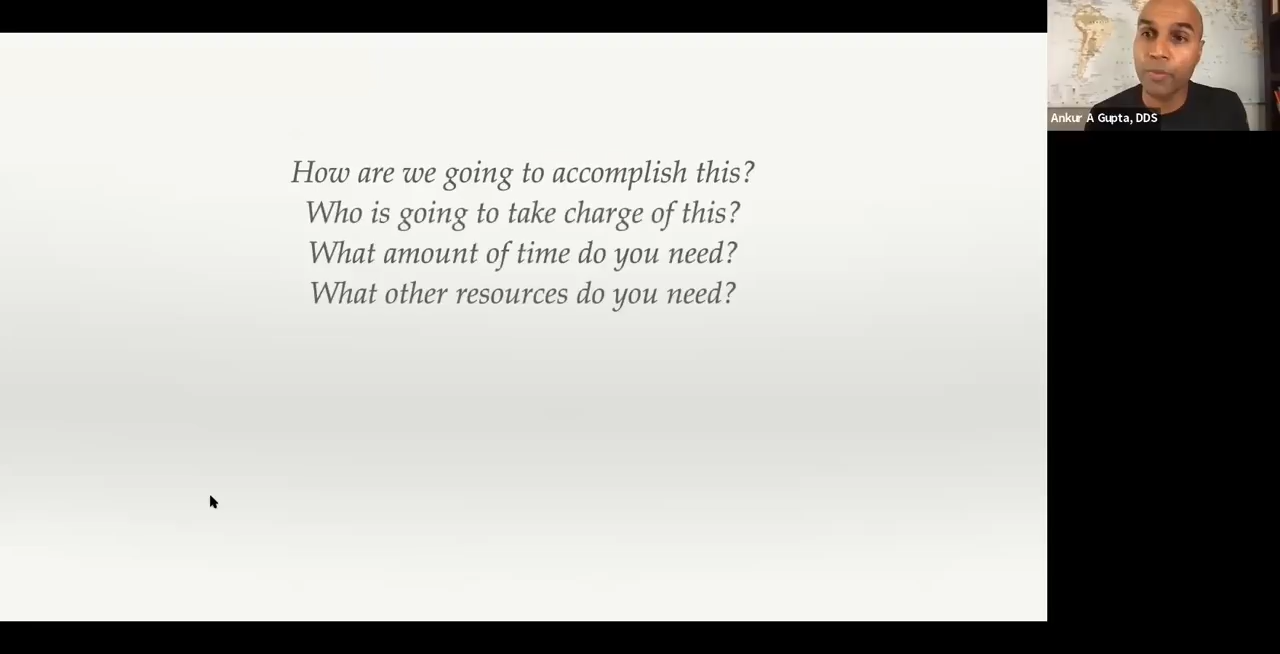 How are we going to accomplish this?
Who is going to take charge of this?
What amount of time do you need?
What other resources do you need?
Ankur A Gupta, DDS